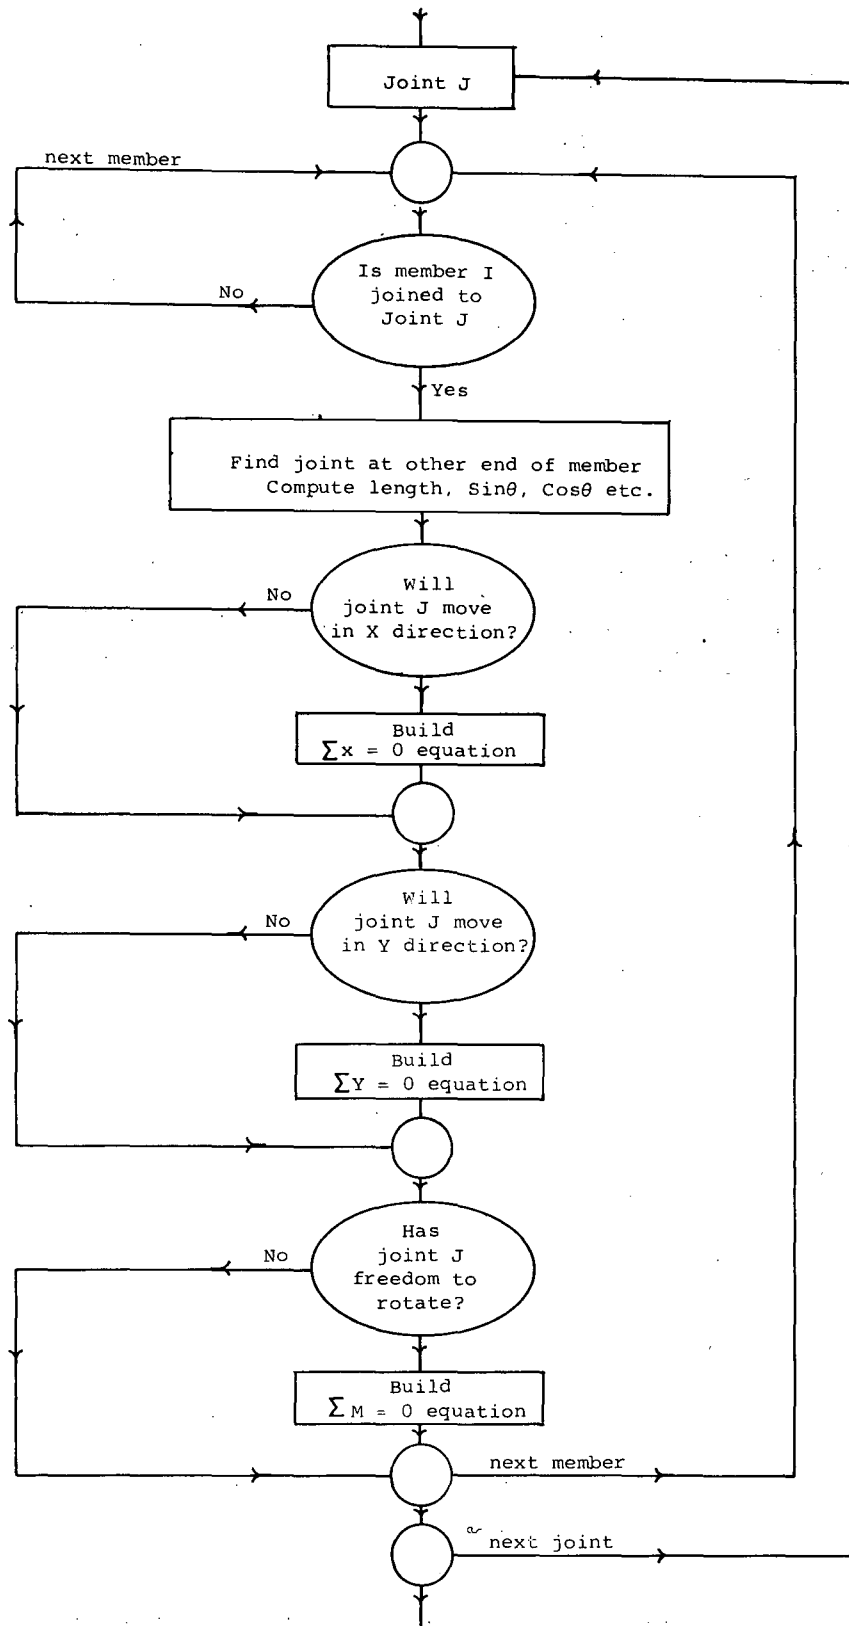 Joint J
next member
Is member I
joined to
Joint J
No
Yes
Find joint at other end of member
Compute length, Sinθ, Cosθ etc.
Will
joint J move
in X direction?
No
Build
∑x = 0 equation
Will
joint J move
in Y direction?
No
Build
∑Y = 0 equation
Has
joint J
freedom to
rotate?
No
Build
∑M = 0 equation
next member
next joint